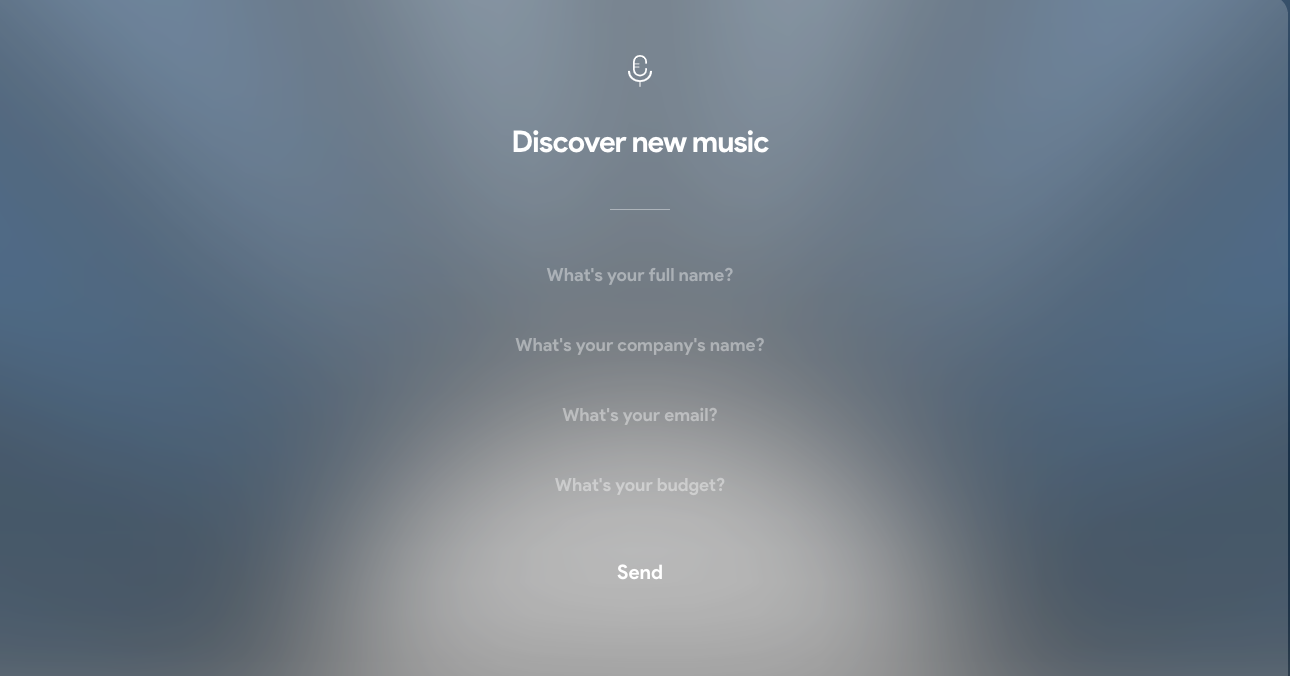 Discover new music
What's your full name?
What's your company's name?
What's your email?
What's your budget?
Send